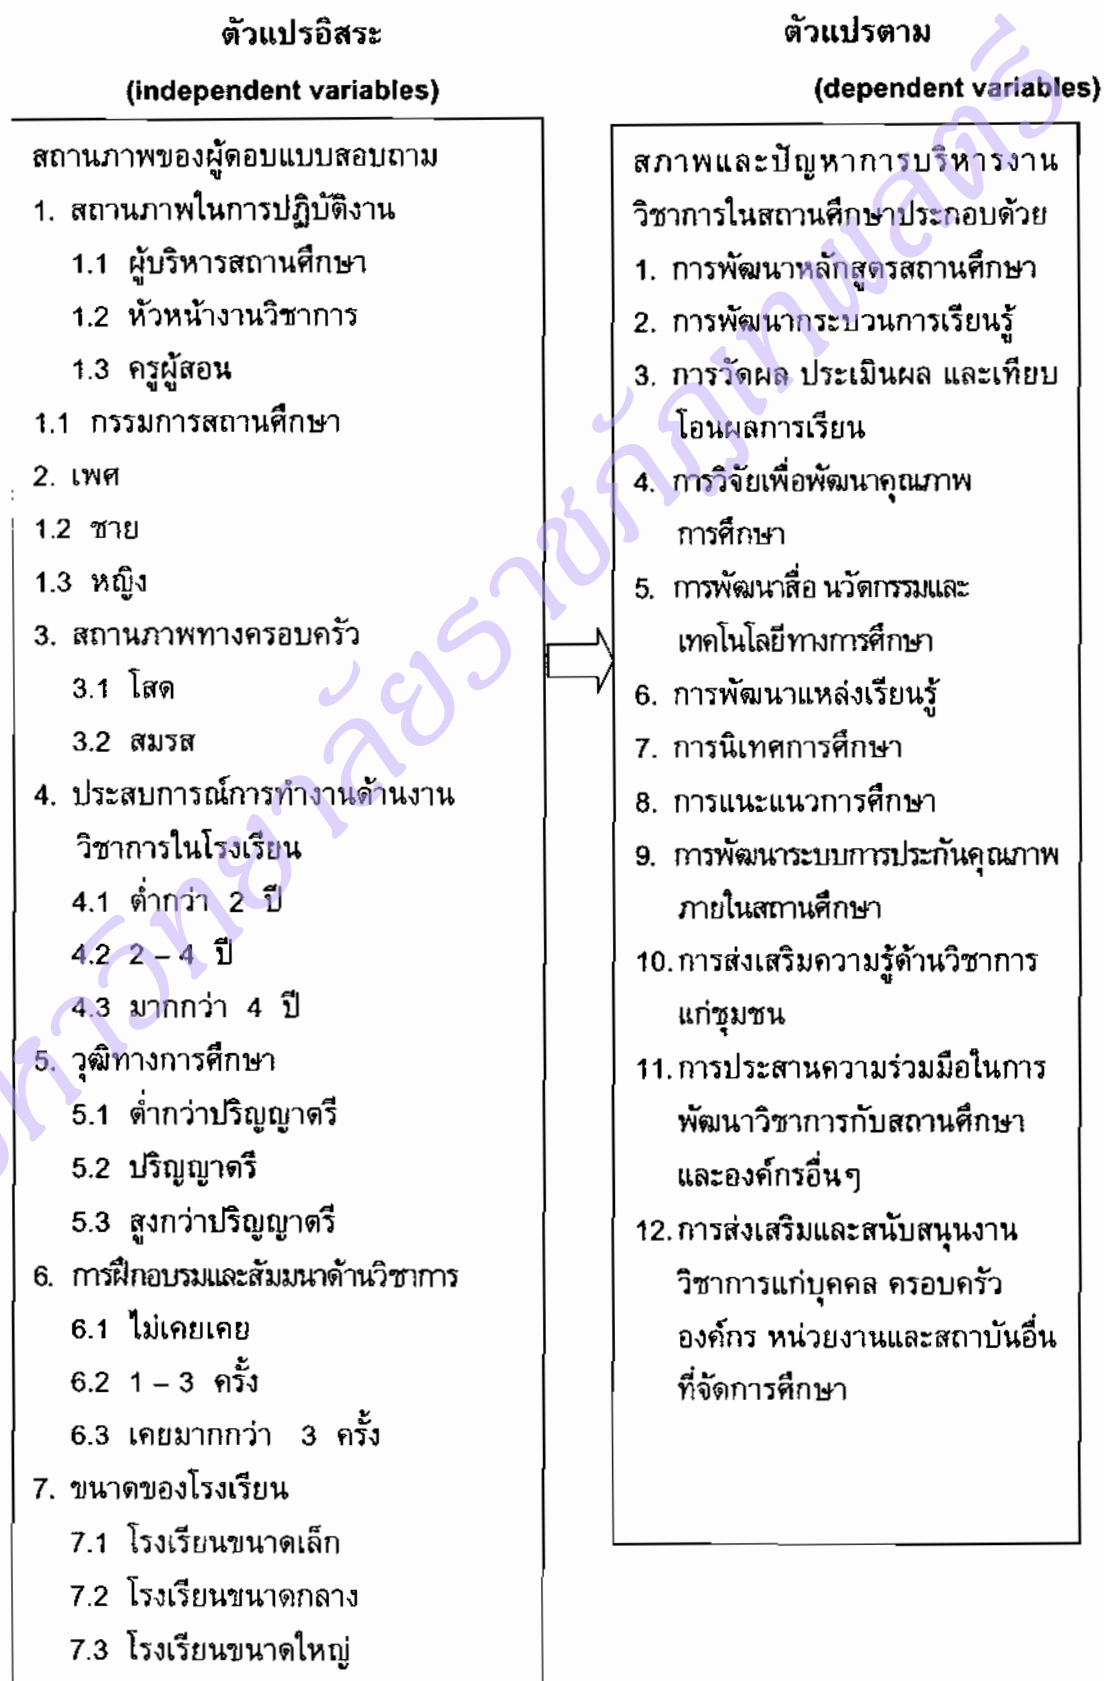 ตัวแปรอิสระ
(independent variables)
สถานภาพของผู้ตอบแบบสอบถาม
1. สถานภาพในการปฏิบัติงาน
1.1 ผู้บริหารสถานศึกษา
1.2 หัวหน้างานวิชาการ
1.3 ครูผู้สอน
1.1 กรรมการสถานศึกษา
2. เพศ
1.2 ชาย
1.3 หญิง
3. สถานภาพทางครอบครัว
3.1 โสด
3.2 สมรส
4. ประสบการณ์การทำงานด้านงาน
วิชาการในโรงเรียน
4.1 ต่ำกว่า 2 ปี
4.2 2 – 4 ปี
4.3 มากกว่า 4 ปี
5. วุฒิทางการศึกษา
5.1 ต่ำกว่าปริญญาตรี
5.2 ปริญญาตรี
5.3 สูงกว่าปริญญาตรี
6. การฝึกอบรมและสัมมนาด้านวิชาการ
6.1 ไม่เคยเคย
6.2 1 – 3 ครั้ง
6.3 เคยมากกว่า 3 ครั้ง
7. ขนาดของโรงเรียน
7.1 โรงเรียนขนาดเล็ก
7.2 โรงเรียนขนาดกลาง
7.3 โรงเรียนขนาดใหญ่
ตัวแปรตาม
(dependent variables)
สภาพและปัญหาการบริหารงาน
วิชาการในสถานศึกษาประกอบด้วย
1. การพัฒนาหลักสูตรสถานศึกษา
2. การพัฒนากระบวนการเรียนรู้
3. การวัดผล ประเมินผล และเทียบ
โอนผลการเรียน
4. การวิจัยเพื่อพัฒนาคุณภาพ
การศึกษา
5. การพัฒนาสื่อ นวัตกรรมและ
เทคโนโลยีทางการศึกษา
6. การพัฒนาแหล่งเรียนรู้
7. การนิเทศการศึกษา
8. การแนะแนวการศึกษา
9. การพัฒนาระบบการประกันคุณภาพ
ภายในสถานศึกษา
10. การส่งเสริมความรู้ด้านวิชาการ
แก่ชุมชน
11. การประสานความร่วมมือในการ
พัฒนาวิชาการกับสถานศึกษา
และองค์กรอื่นๆ
12. การส่งเสริมและสนับสนุนงาน
วิชาการแก่บุคคล ครอบครัว
องค์กร หน่วยงานและสถาบันอื่น
ที่จัดการศึกษา
หาวิทยาลัยราชภัฏเทพสตรี